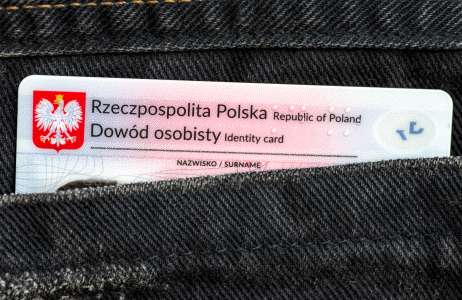 Rzeczpospolita Polska Republic of Poland
Dowód osobisty Identity card
NAZWISKO / SURNAME